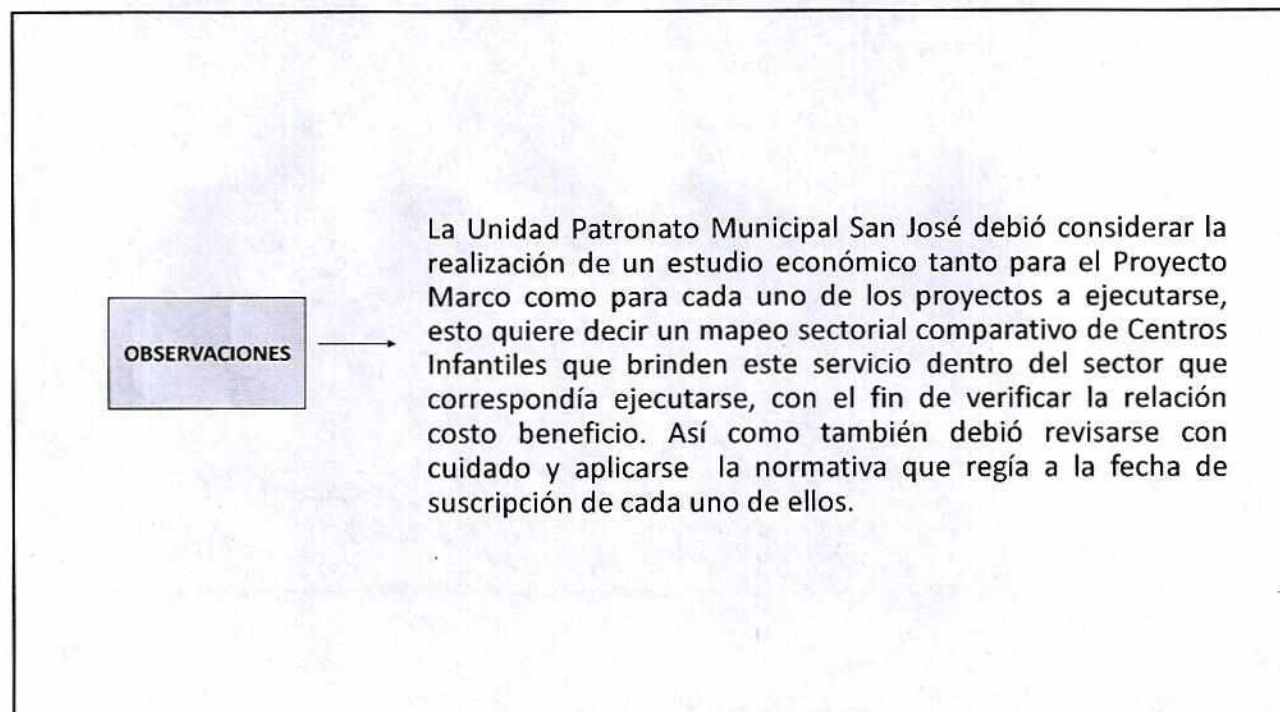 OBSERVACIONES
La Unidad Patronato Municipal San José debió considerar la
realización de un estudio económico tanto para el Proyecto
Marco como para cada uno de los proyectos a ejecutarse,
esto quiere decir un mapeo sectorial comparativo de Centros
Infantiles que brinden este servicio dentro del sector que
correspondía ejecutarse, con el fin de verificar la relación
costo beneficio. Así como también debió revisarse con
cuidado y aplicarse la normativa que regía a la fecha de
suscripción de cada uno de ellos.